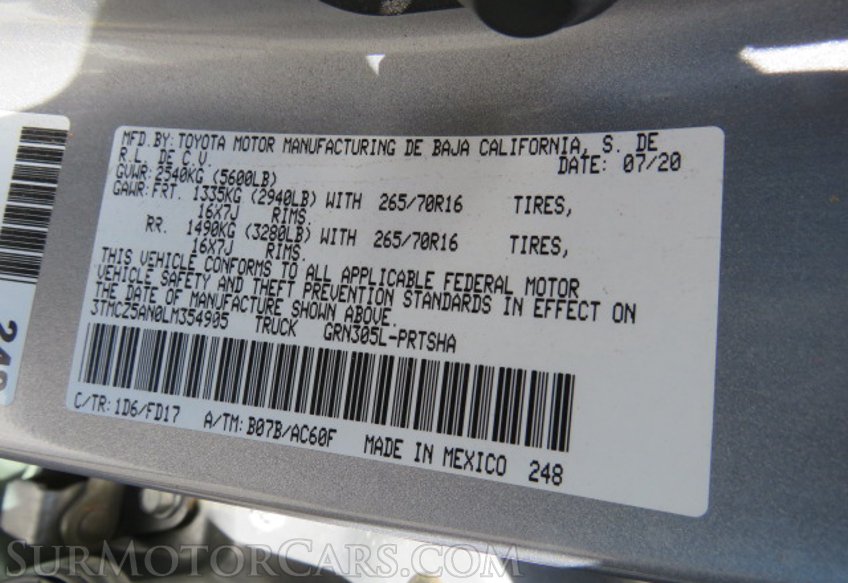 MFD.BY: TOYOTA MOTOR MANUFACTURING DE BAJA CALIFORNIA, S. DE
R.L. DE C.V. DATE: 07/20
GVWR: 2540KG (5600LB)
GAWR: FRT. 1335KG (2940LB) WITH 265/70R16 TIRES,
16X7J RIMS.
RR. 1490KG (3280LB) WITH 265/70R16 TIRES,
16X7J RIMS.
THIS VEHICLE CONFORMS TO ALL APPLICABLE FEDERAL MOTOR
VEHICLE SAFETY AND THEFT PREVENTION STANDARDS IN EFFECT ON
THE DATE OF MANUFACTURE SHOWN ABOVE.
3TMCZ5AN0LM354905 TRUCK GRN305L-PRTSHA
C/TR: 1D6/FD17 A/TM: B07B/AC60F MADE IN MEXICO 248
SURMOTORCARS.COM